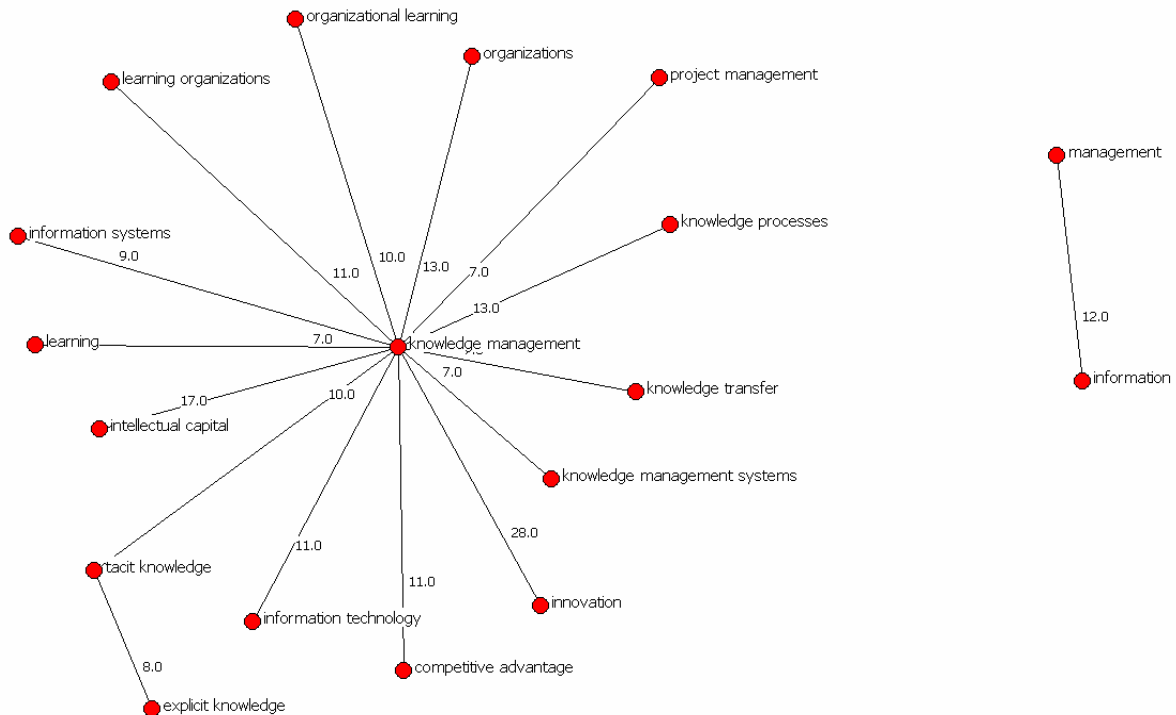 organizational learning
organizations
learning organizations
project management
management
knowledge processes
information systems
9.0
11.0
10.0
13.0
7.0
13.0
12.0
learning
7.0
knowledge management
7.0
information
knowledge transfer
10.0
17.0
intellectual capital
knowledge management systems
28.0
11.0
tacit knowledge
11.0
innovation
information technology
8.0
competitive advantage
explicit knowledge